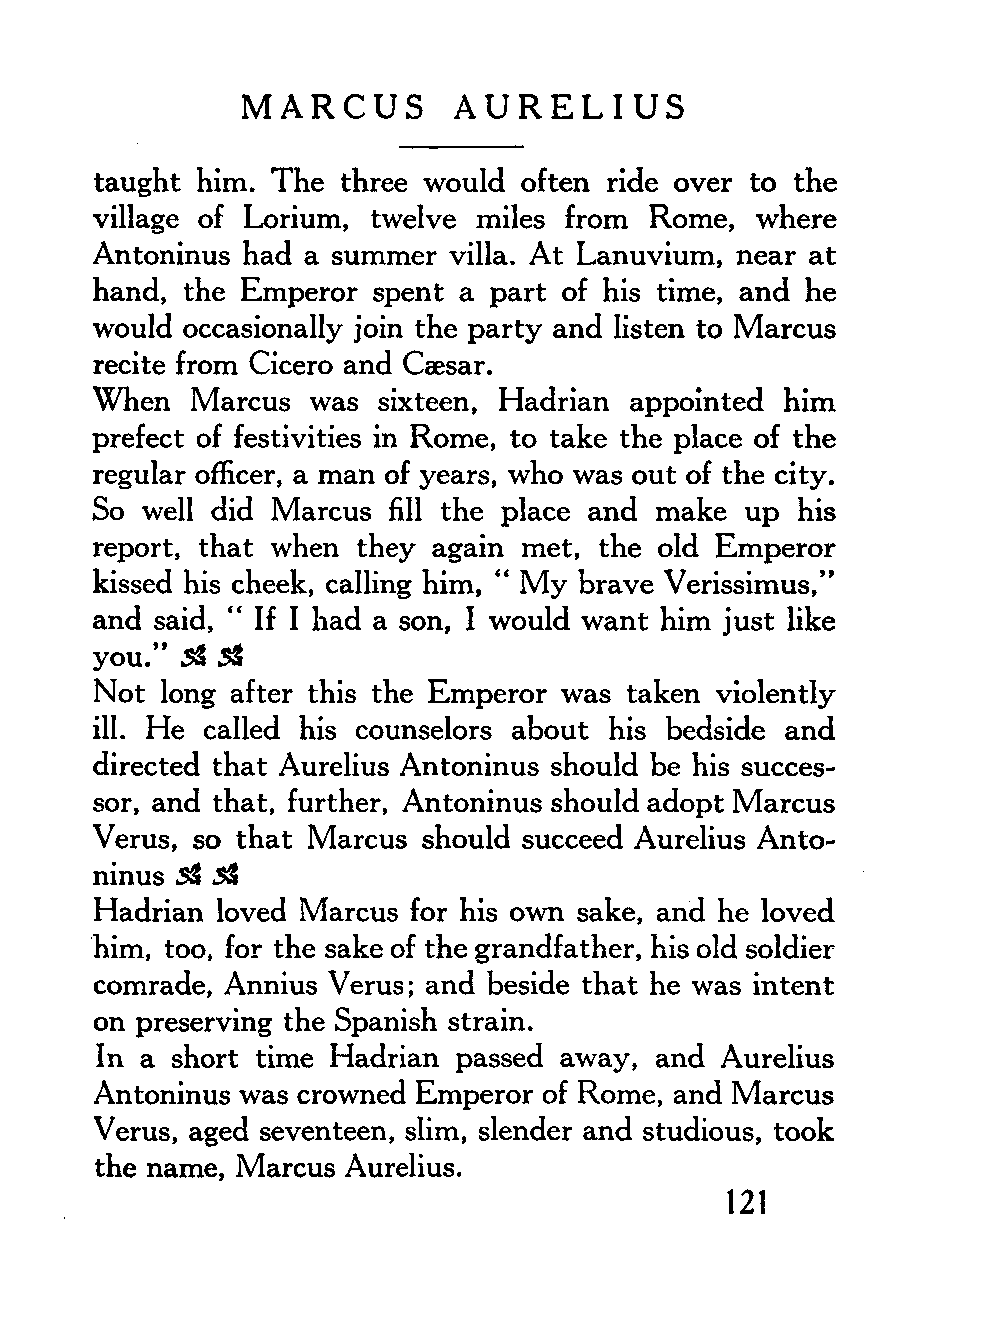 MARCUS AURELIUS
taught him. The three would often ride over to the
village of Lorium, twelve miles from Rome, where
Antoninus had a summer villa. At Lanuvium, near at
hand, the Emperor spent a part of his time, and he
would occasionally join the party and listen to Marcus
recite from Cicero and Cæsar.
When Marcus was sixteen, Hadrian appointed him
prefect of festivities in Rome, to take the place of the
regular officer, a man of years, who was out of the city.
So well did Marcus fill the place and make up his
report, that when they again met, the old Emperor
kissed his cheek, calling him, “ My brave Verissimus,”
and said, “ If I had a son, I would want him just like
you.”
Not long after this the Emperor was taken violently
ill. He called his counselors about his bedside and
directed that Aurelius Antoninus should be his succes-
sor, and that, further, Antoninus should adopt Marcus
Verus, so that Marcus should succeed Aurelius Anto-
ninus
Hadrian loved Marcus for his own sake, and he loved
him, too, for the sake of the grandfather, his old soldier
comrade, Annius Verus; and beside that he was intent
on preserving the Spanish strain.
In a short time Hadrian passed away, and Aurelius
Antoninus was crowned Emperor of Rome, and Marcus
Verus, aged seventeen, slim, slender and studious, took
the name, Marcus Aurelius.
121